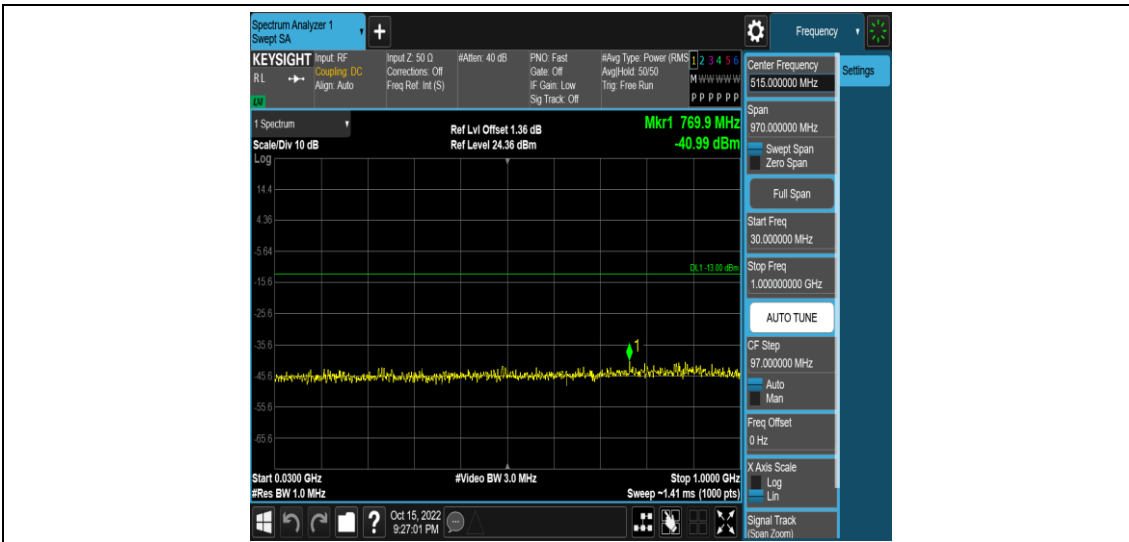 Spectrum Analyzer 1
Swept SA
+
Frequency
KEYSIGHT
R L
LXI
Input: RF
Coupling: DC
Align: Auto
Input Z: 50 Ω
Corrections: Off
Freq Ref: Int (S)
#Atten: 40 dB
PNO: Fast
Gate: Off
IF Gain: Low
Sig Track: Off
#Avg Type: Power (RMS
Avg|Hold: 50/50
Trig: Free Run
1 2 3 4 5 6
M W W W W W
P P P P P P
1 Spectrum
Scale/Div 10 dB
Ref Lvl Offset 1.36 dB
Ref Level 24.36 dBm
Mkr1 769.9 MHz
-40.99 dBm
Log
14.4
4.36
-5.64
DL1 -13.00 dBm
-15.6
-25.6
-35.6
1
-45.6
-55.6
-65.6
Start 0.0300 GHz
#Res BW 1.0 MHz
#Video BW 3.0 MHz
Stop 1.0000 GHz
Sweep ~1.41 ms (1000 pts)
Center Frequency
515.000000 MHz
Settings
Span
970.000000 MHz
Swept Span
Zero Span
Full Span
Start Freq
30.000000 MHz
Stop Freq
1.000000000 GHz
AUTO TUNE
CF Step
97.000000 MHz
Auto
Man
Freq Offset
0 Hz
X Axis Scale
Log
Lin
Signal Track
(Span Zoom)
?
Oct 15, 2022
9:27:01 PM